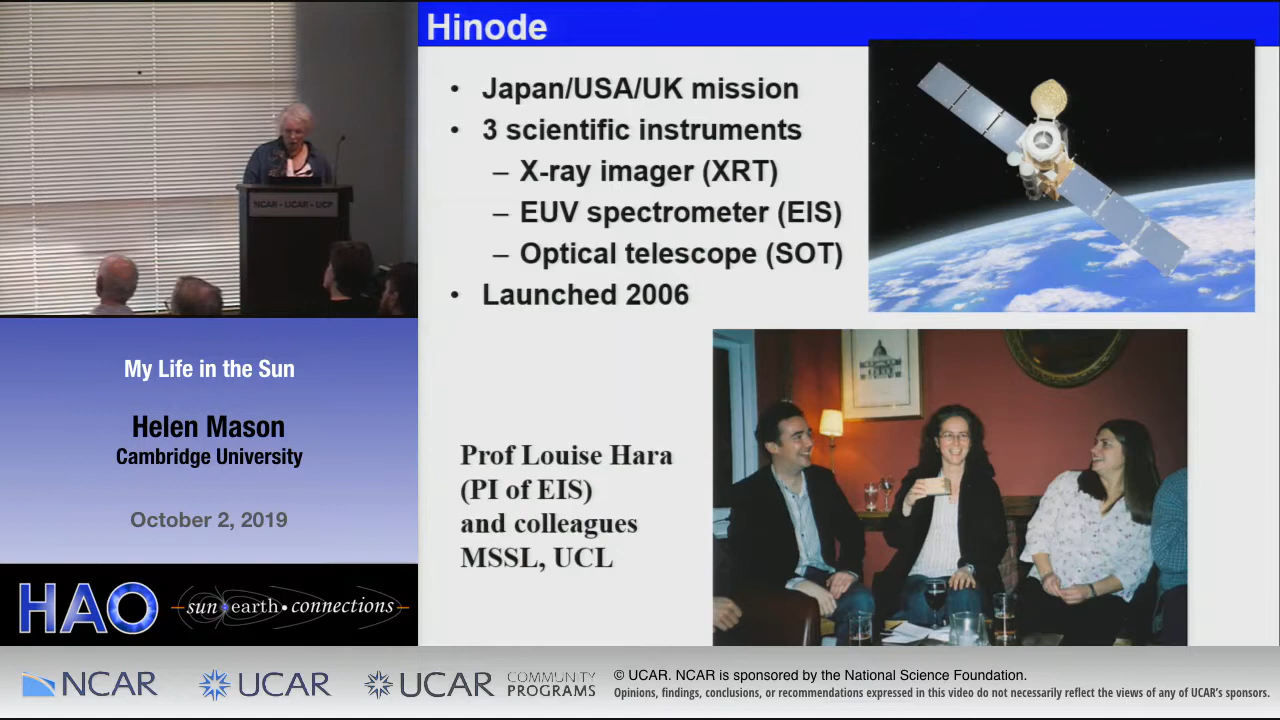 Hinode
• Japan/USA/UK mission
• 3 scientific instruments
– X-ray imager (XRT)
– EUV spectrometer (EIS)
– Optical telescope (SOT)
• Launched 2006
Prof Louise Hara
(PI of EIS)
and colleagues
MSSL, UCL
NCAR - UCAR - UCP
My Life in the Sun
Helen Mason
Cambridge University
October 2, 2019
HAO
sun earth • connections
NCAR
UCAR
UCAR
COMMUNITY
PROGRAMS
© UCAR. NCAR is sponsored by the National Science Foundation.
Opinions, findings, conclusions, or recommendations expressed in this video do not necessarily reflect the views of any of UCAR's sponsors.